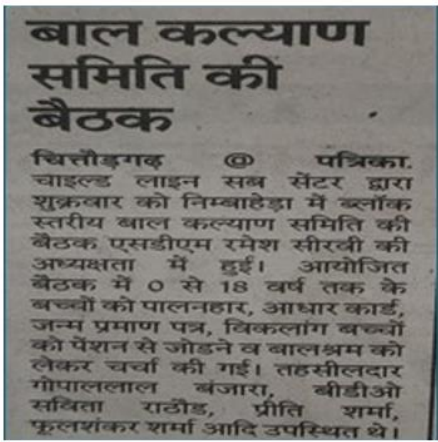 बाल कल्याण
समिति की
बैठक
चित्तौड़गढ़ @ पत्रिका.
चाइल्ड लाइन सब सेंटर द्वारा
शुक्रवार को निम्बाहेड़ा में ब्लॉक
स्तरीय बाल कल्याण समिति की
बैठक एसडीएम रमेश सीरवी की
अध्यक्षता में हुई। आयोजित
बैठक में 0 से 18 वर्ष तक के
बच्चों को पालनहार, आधार कार्ड,
जन्म प्रमाण पत्र, विकलांग बच्चों
को पेंशन से जोडने व बालश्रम को
लेकर चर्चा की गई। तहसीलदार
गोपाललाल बंजारा, बीडीओ
सविता राठौड, प्रीति शर्मा,
फूलशंकर शर्मा आदि उपस्थित थे।